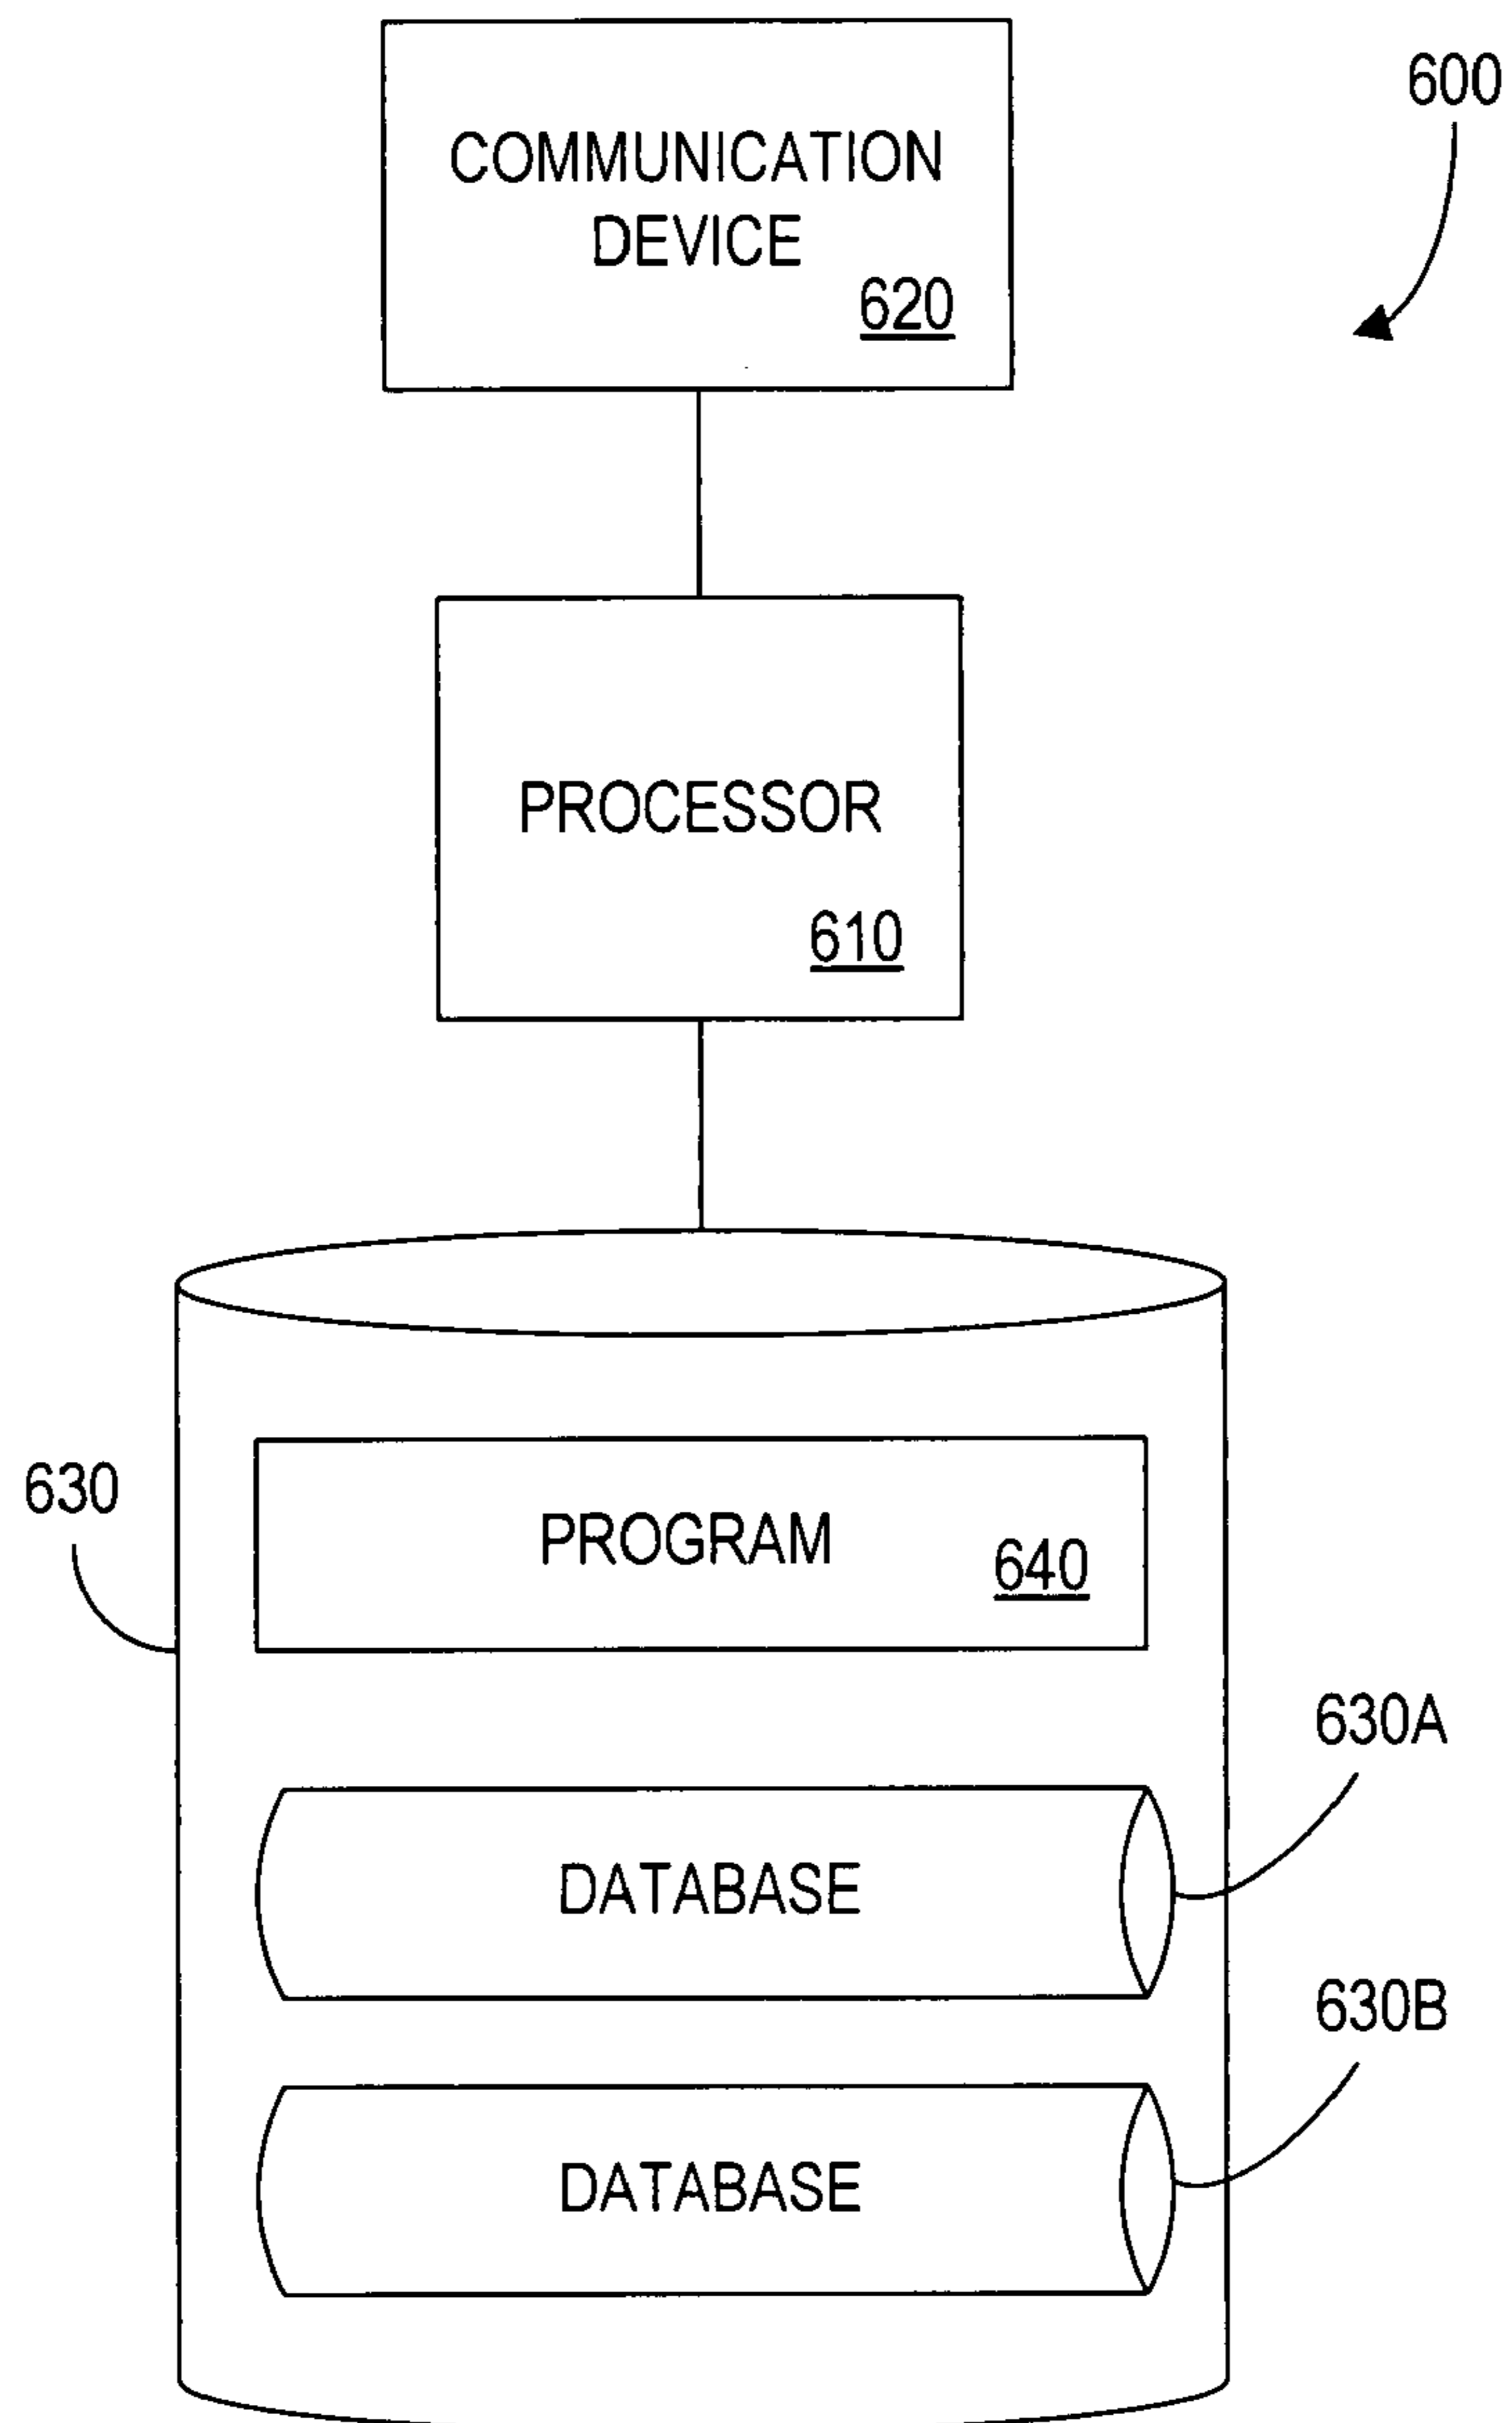 600
COMMUNICATION
DEVICE
620
PROCESSOR
610
630
PROGRAM
640
630A
DATABASE
630B
DATABASE